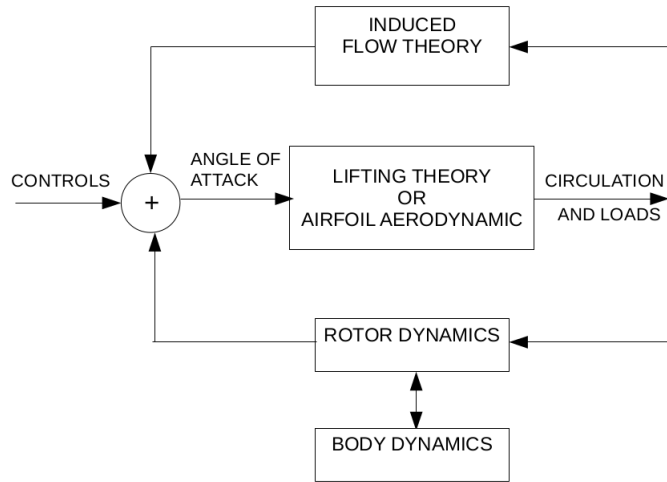 INDUCED
FLOW THEORY
ANGLE OF
ATTACK
CONTROLS
+
LIFTING THEORY
OR
AIRFOIL AERODYNAMIC
CIRCULATION
AND LOADS
ROTOR DYNAMICS
BODY DYNAMICS